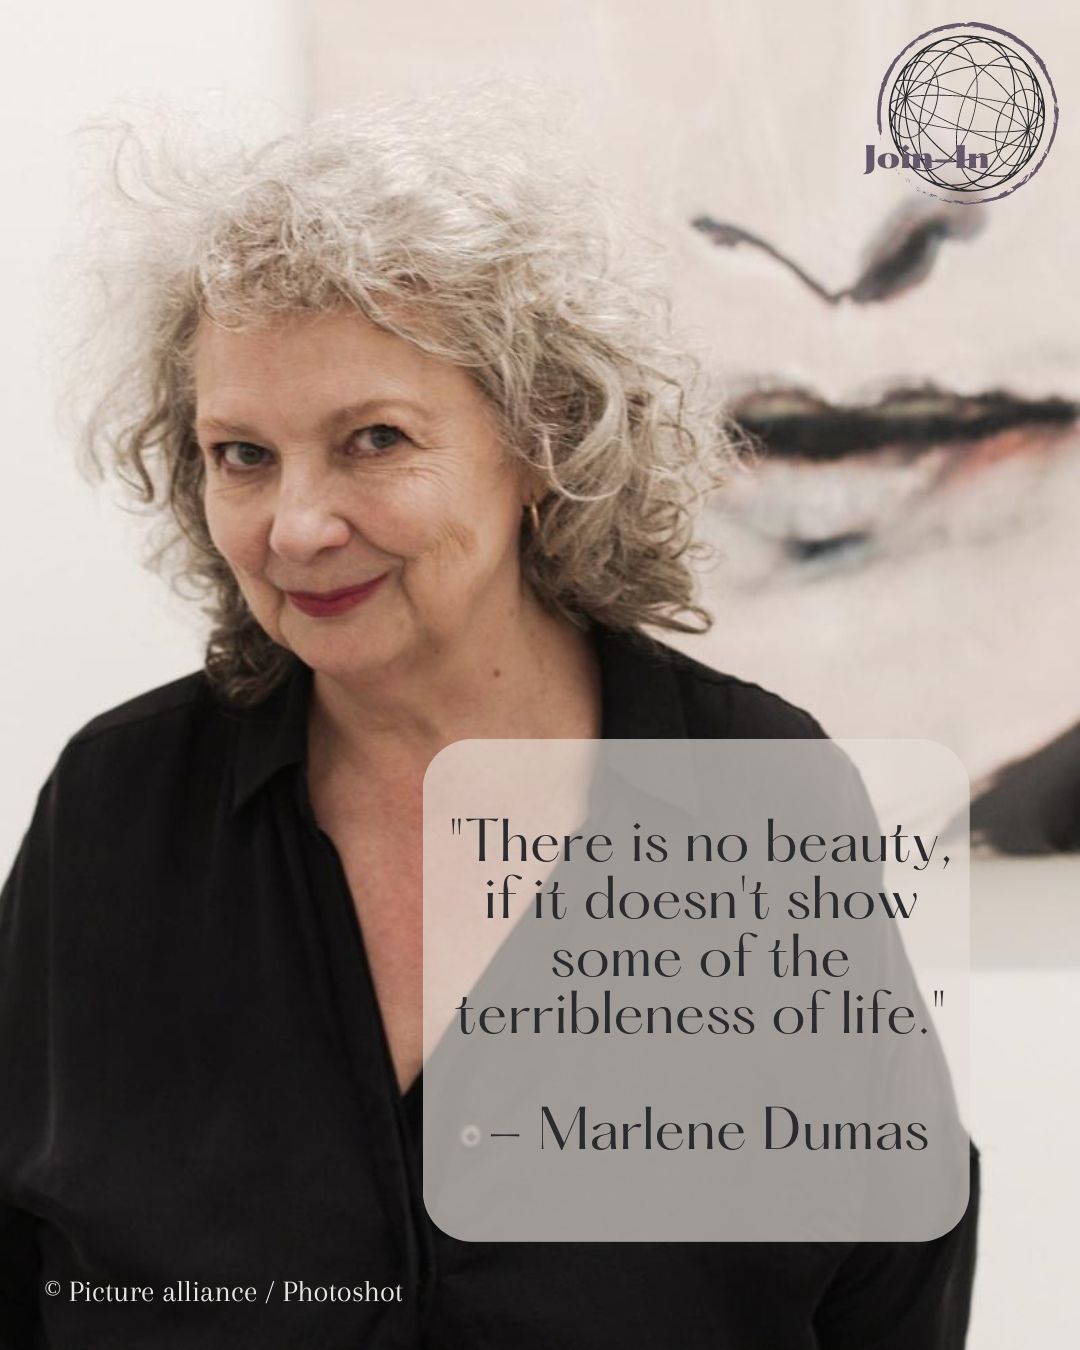 Join-In
"There is no beauty,
if it doesn't show
some of the
terribleness of life."
– Marlene Dumas
© Picture alliance / Photoshot